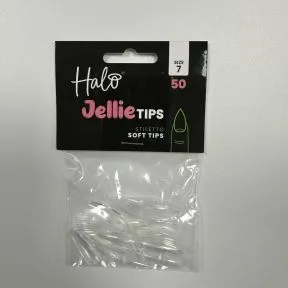 Halo
SIZE
7
50
Jellie TIPS
STILETTO
SOFT TIPS